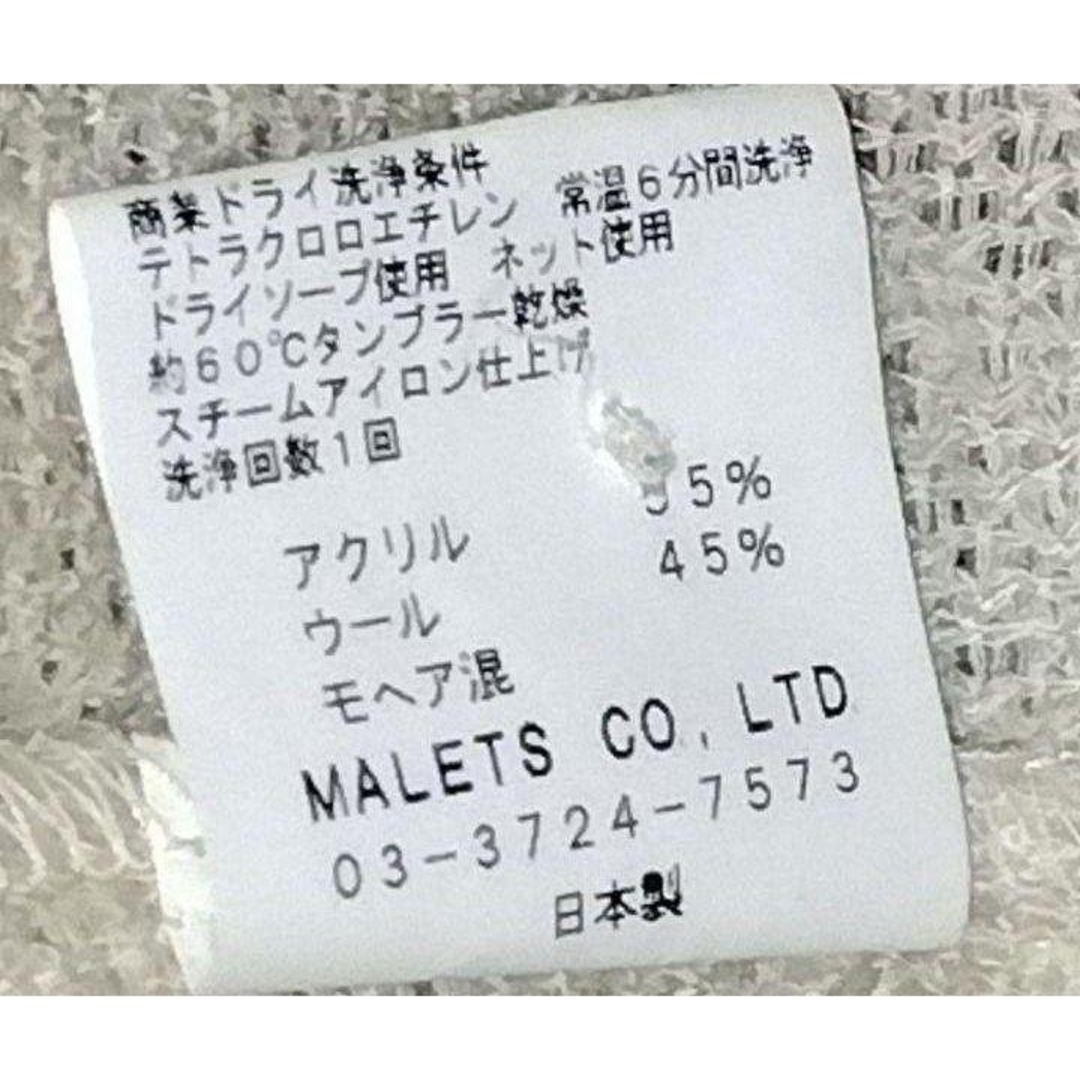 商業ドライ洗浄条件
テトラクロロエチレン 常温6分間洗浄
ドライソープ使用 ネット使用
約60℃タンブラー乾燥
スチームアイロン仕上げ
洗浄回数1回
アクリル 55%
ウール 45%
モヘア混
MALETS CO,LTD
03-3724-7573
日本製